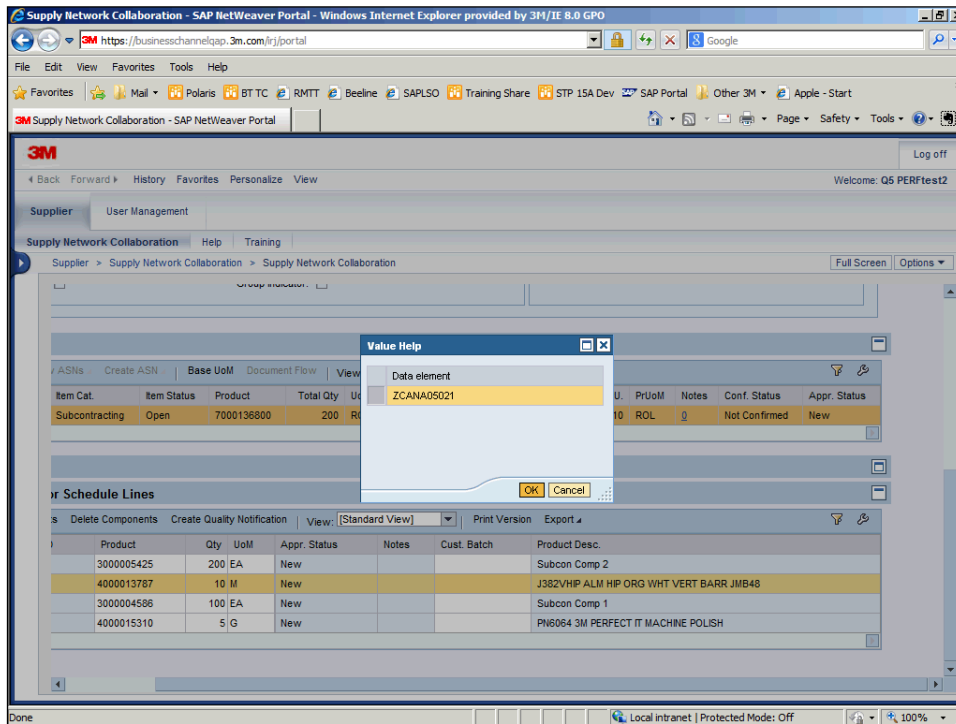 Supply Network Collaboration - SAP NetWeaver Portal - Windows Internet Explorer provided by 3M/IE 8.0 GPO
3M https://businesschannelqap.3m.com/irj/portal
Google
File Edit View Favorites Tools Help
Favorites Mail Polaris BT TC RMTT Beeline SAPLSO Training Share STP 15A Dev SAP Portal Other 3M Apple - Start
3M Supply Network Collaboration - SAP NetWeaver Portal
Page Safety Tools
3M
Log off
Back Forward History Favorites Personalize View
Welcome: Q5 PERFtest2
Supplier User Management
Supply Network Collaboration Help Training
Supplier > Supply Network Collaboration > Supply Network Collaboration
Full Screen Options
Group Indicator:
Value Help
ASNs Create ASN Base UoM Document Flow View
Data element
Item Cat. Item Status Product Total Qty U. PrUoM Notes Conf. Status Appr. Status
ZCANA05021
Subcontracting Open 7000136800 200 10 ROL 0 Not Confirmed New
OK Cancel
or Schedule Lines
Delete Components Create Quality Notification View: [Standard View] Print Version Export
Product Qty UoM Appr. Status Notes Cust. Batch Product Desc.
3000005425 200 EA New Subcon Comp 2
4000013787 10 M New J382VHIP ALM HIP ORG WHT VERT BARR JMB48
3000004586 100 EA New Subcon Comp 1
4000015310 5 G New PN6064 3M PERFECT IT MACHINE POLISH
Done
Local intranet | Protected Mode: Off
100%